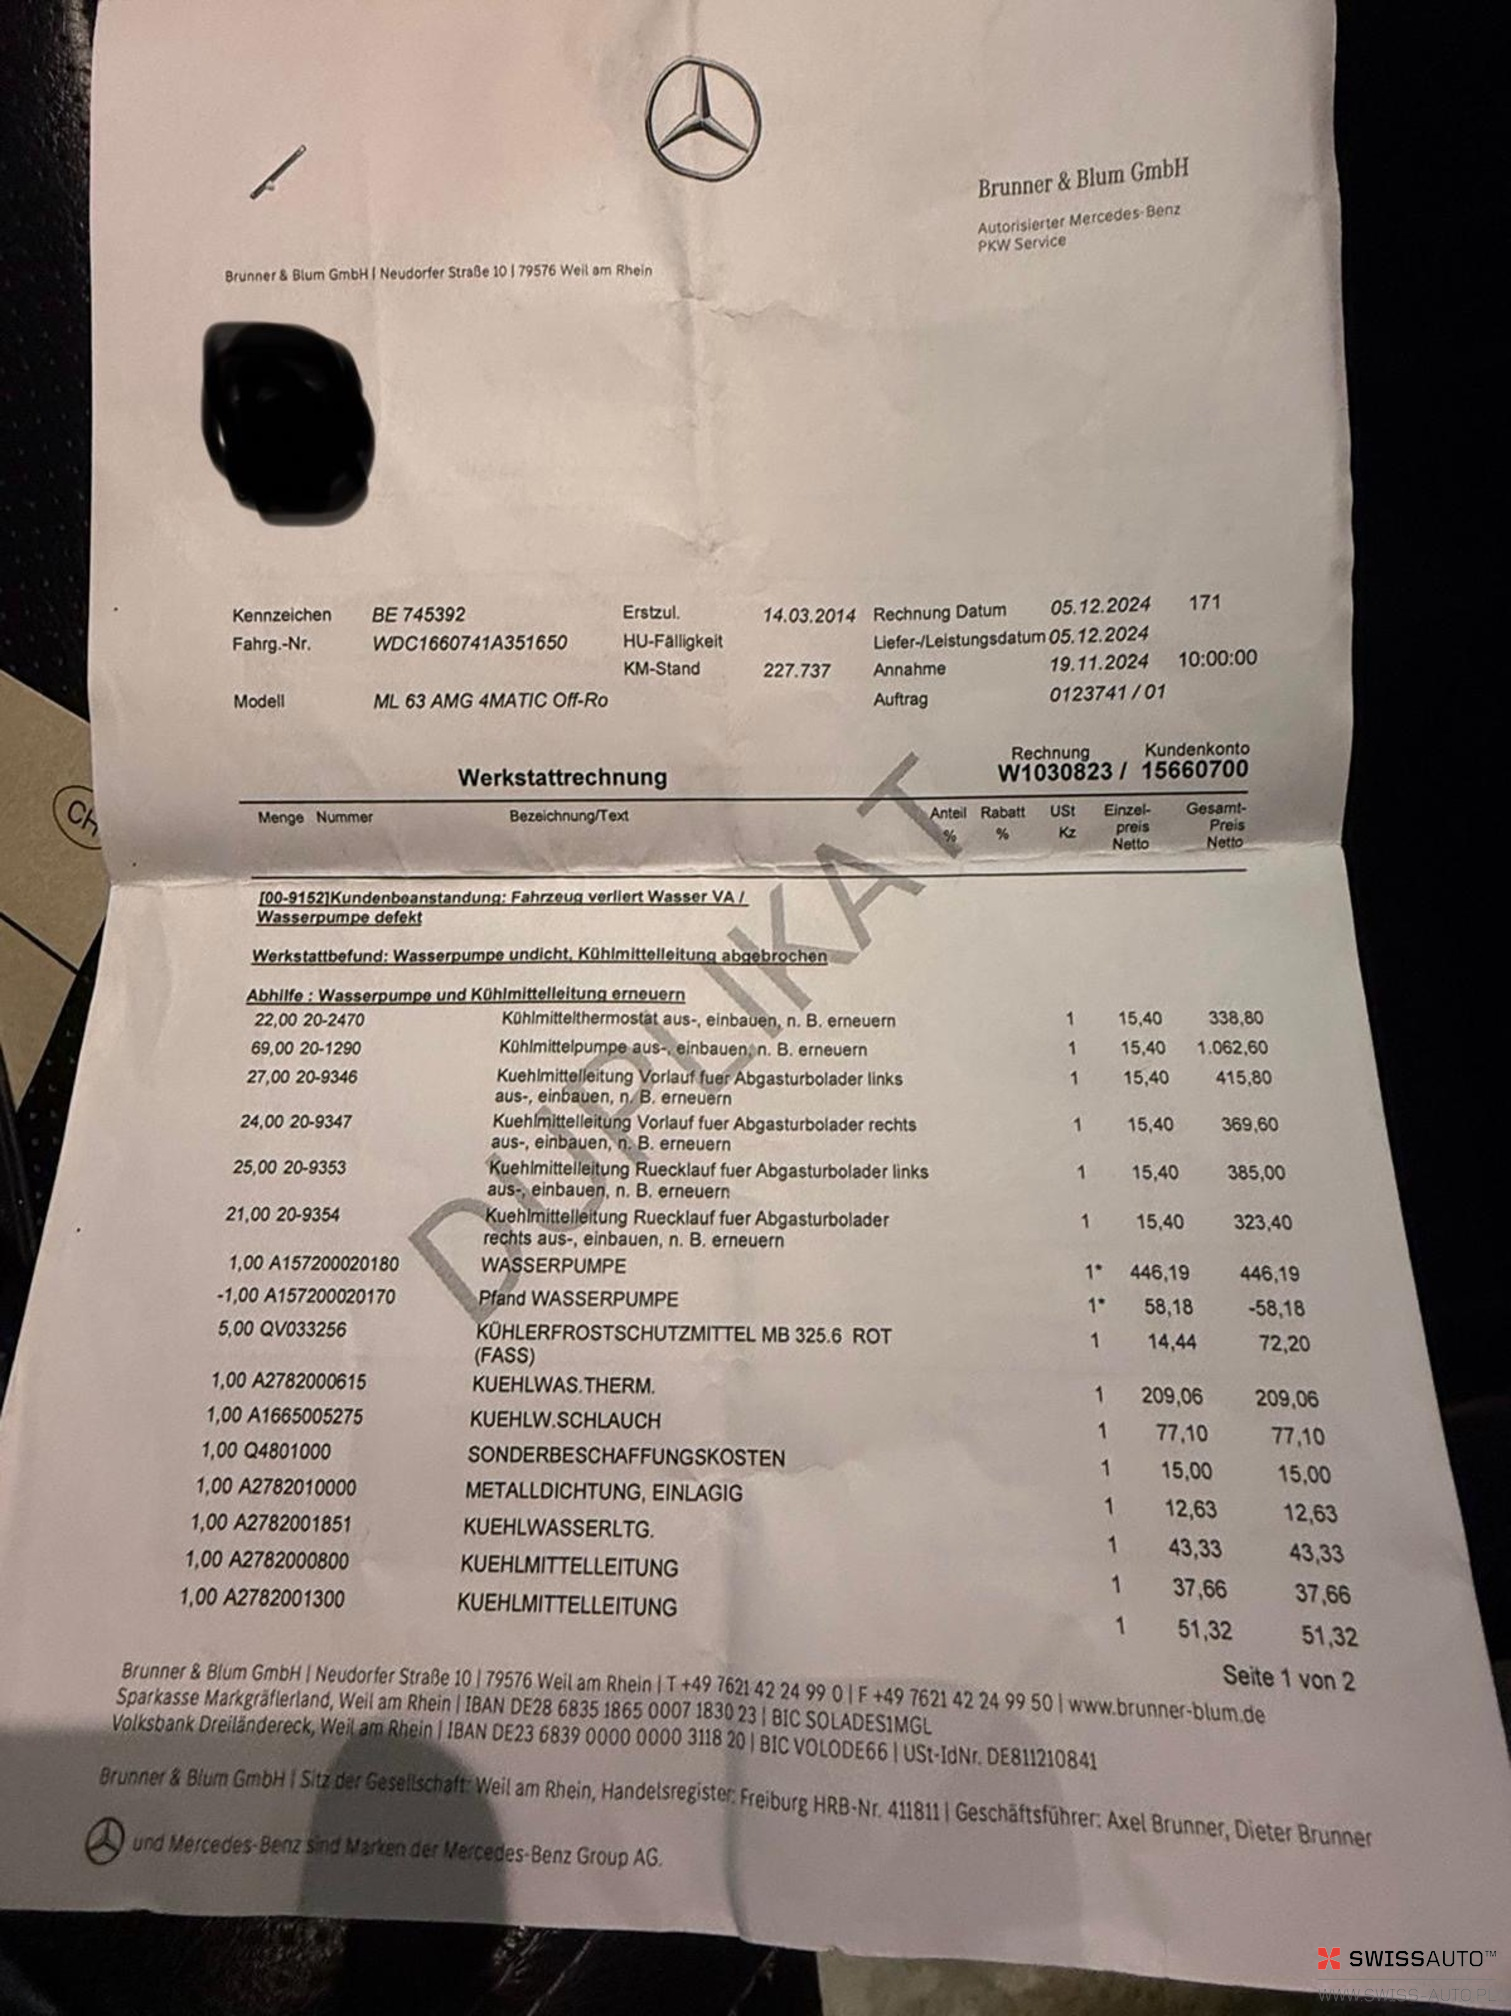 Brunner & Blum GmbH
Autorisierter Mercedes-Benz
PKW Service
Brunner & Blum GmbH | Neudorfer Straße 10 | 79576 Weil am Rhein
Kennzeichen BE 745392 Erstzul. 14.03.2014 Rechnung Datum 05.12.2024 171
Fahrg.-Nr. WDC1660741A351650 HU-Fälligkeit Liefer-/Leistungsdatum 05.12.2024
KM-Stand 227.737 Annahme 19.11.2024 10:00:00
Modell ML 63 AMG 4MATIC Off-Ro Auftrag 0123741 / 01
Rechnung Kundenkonto
Werkstattrechnung W1030823 / 15660700
Menge Nummer Bezeichnung/Text Anteil Rabatt USt Einzel- Gesamt-
% % Kz preis Preis
Netto Netto
[00-9152]Kundenbeanstandung: Fahrzeug verliert Wasser VA /
Wasserpumpe defekt
Werkstattbefund: Wasserpumpe undicht, Kühlmittelleitung abgebrochen
Abhilfe : Wasserpumpe und Kühlmittelleitung erneuern
22,00 20-2470 Kühlmittelthermostat aus-, einbauen, n. B. erneuern 1 15,40 338,80
69,00 20-1290 Kühlmittelpumpe aus-, einbauen, n. B. erneuern 1 15,40 1.062,60
27,00 20-9346 Kuehlmittelleitung Vorlauf fuer Abgasturbolader links 1 15,40 415,80
aus-, einbauen, n. B. erneuern
24,00 20-9347 Kuehlmittelleitung Vorlauf fuer Abgasturbolader rechts 1 15,40 369,60
aus-, einbauen, n. B. erneuern
25,00 20-9353 Kuehlmittelleitung Ruecklauf fuer Abgasturbolader links 1 15,40 385,00
aus-, einbauen, n. B. erneuern
21,00 20-9354 Kuehlmittelleitung Ruecklauf fuer Abgasturbolader 1 15,40 323,40
rechts aus-, einbauen, n. B. erneuern
1,00 A157200020180 WASSERPUMPE 1* 446,19 446,19
-1,00 A157200020170 Pfand WASSERPUMPE 1* 58,18 -58,18
5,00 QV033256 KÜHLERFROSTSCHUTZMITTEL MB 325.6 ROT 1 14,44 72,20
(FASS)
1,00 A2782000615 KUEHLWAS.THERM. 1 209,06 209,06
1,00 A1665005275 KUEHLW.SCHLAUCH 1 77,10 77,10
1,00 Q4801000 SONDERBESCHAFFUNGSKOSTEN 1 15,00 15,00
1,00 A2782010000 METALLDICHTUNG, EINLAGIG 1 12,63 12,63
1,00 A2782001851 KUEHLWASSERLTG. 1 43,33 43,33
1,00 A2782000800 KUEHLMITTELLEITUNG 1 37,66 37,66
1,00 A2782001300 KUEHLMITTELLEITUNG 1 51,32 51,32
DUPLIKAT
Seite 1 von 2
Brunner & Blum GmbH | Neudorfer Straße 10 | 79576 Weil am Rhein | T +49 7621 42 24 99 0 | F +49 7621 42 24 99 50 | www.brunner-blum.de
Sparkasse Markgräflerland, Weil am Rhein | IBAN DE28 6835 1865 0007 1830 23 | BIC SOLADES1MGL
Volksbank Dreiländereck, Weil am Rhein | IBAN DE23 6839 0000 0000 3118 20 | BIC VOLODE66 | USt-IdNr. DE811210841
Brunner & Blum GmbH | Sitz der Gesellschaft: Weil am Rhein, Handelsregister: Freiburg HRB-Nr. 411811 | Geschäftsführer: Axel Brunner, Dieter Brunner
und Mercedes-Benz sind Marken der Mercedes-Benz Group AG.
CH
SWISSAUTO™
WWW.SWISS-AUTO.PL